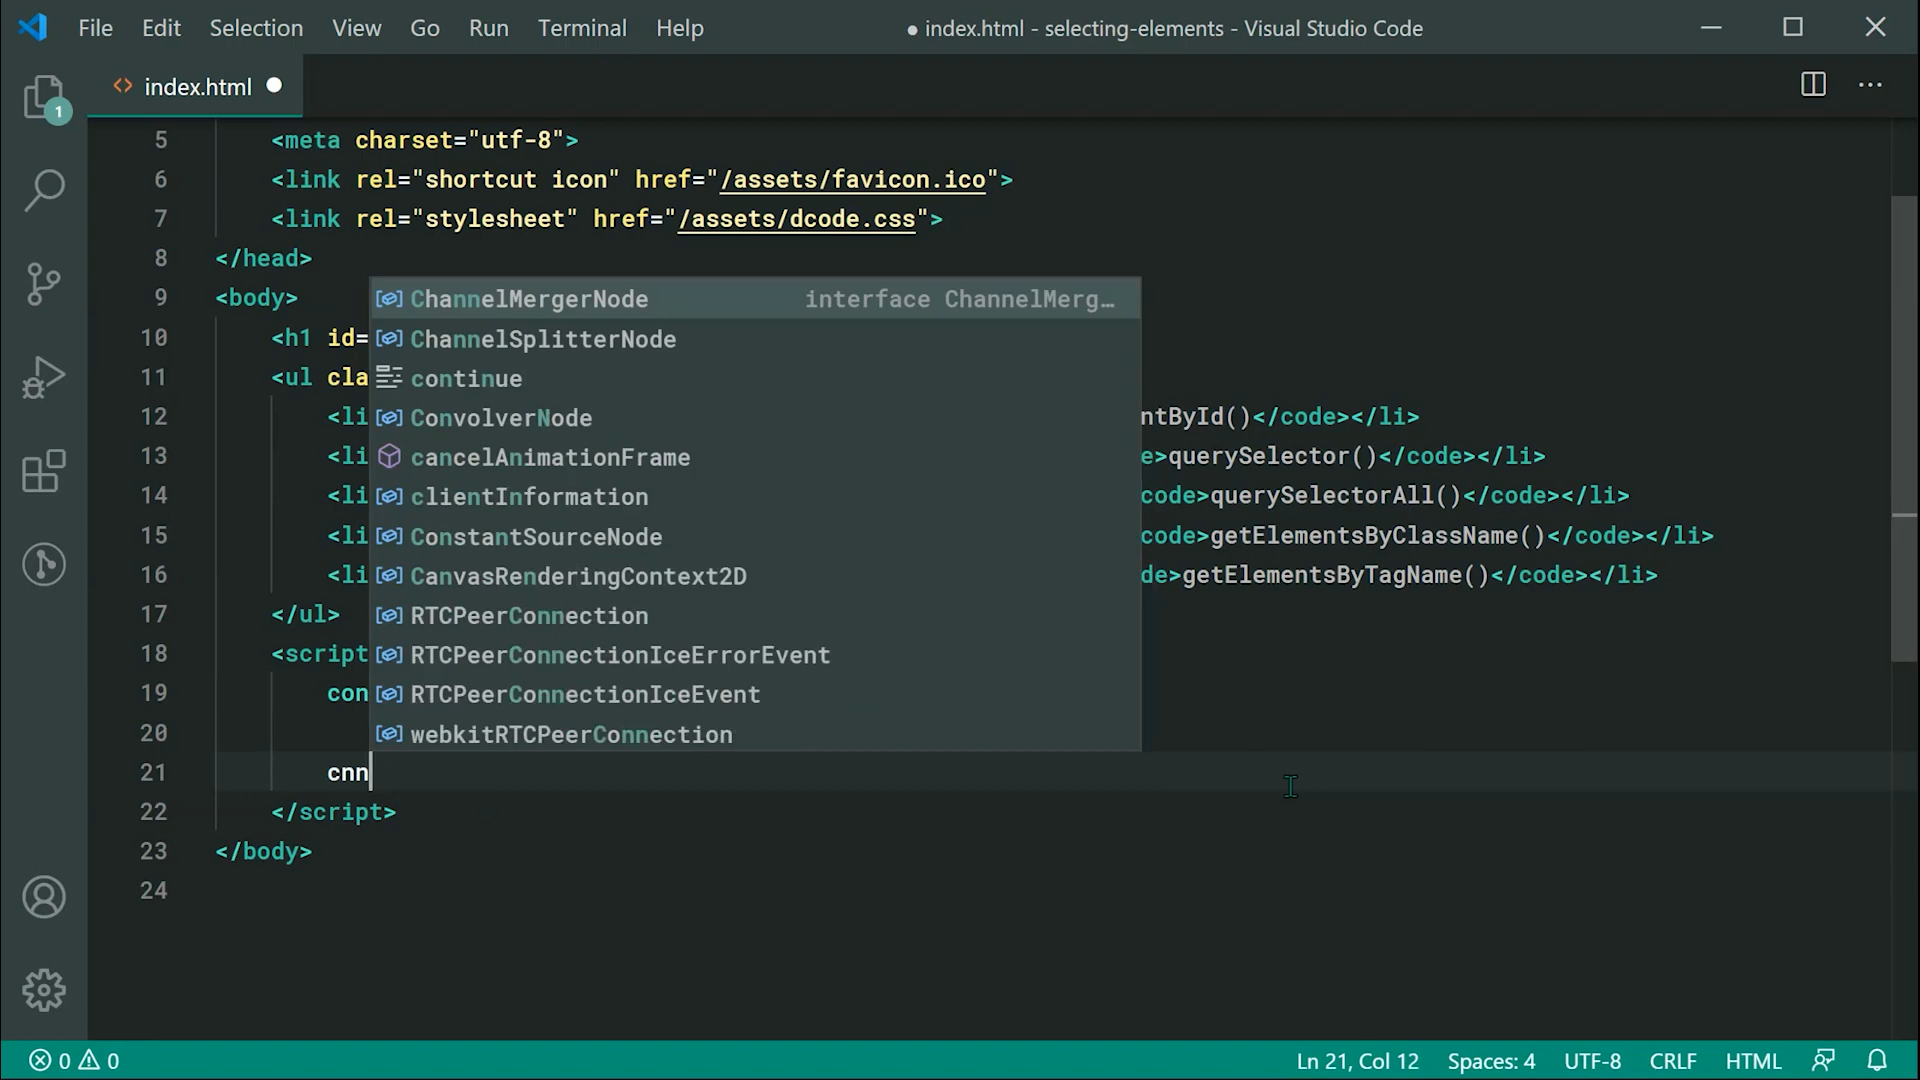 File Edit Selection View Go Run Terminal Help ● index.html - selecting-elements - Visual Studio Code
<> index.html
1
5 <meta charset="utf-8">
6 <link rel="shortcut icon" href="/assets/favicon.ico">
7 <link rel="stylesheet" href="/assets/dcode.css">
8 </head>
9 <body>
ChannelMergerNode interface ChannelMerg…
10 <h1 id=
ChannelSplitterNode
11 <ul cla
continue
12 <li
ConvolverNode
ntById()</code></li>
13 <li
cancelAnimationFrame
e>querySelector()</code></li>
14 <li
clientInformation
code>querySelectorAll()</code></li>
15 <li
ConstantSourceNode
code>getElementsByClassName()</code></li>
16 <li
CanvasRenderingContext2D
de>getElementsByTagName()</code></li>
17 </ul>
RTCPeerConnection
18 <script
RTCPeerConnectionIceErrorEvent
19 con
RTCPeerConnectionIceEvent
20
webkitRTCPeerConnection
21 cnn
22 </script>
23 </body>
24
0 0 Ln 21, Col 12 Spaces: 4 UTF-8 CRLF HTML